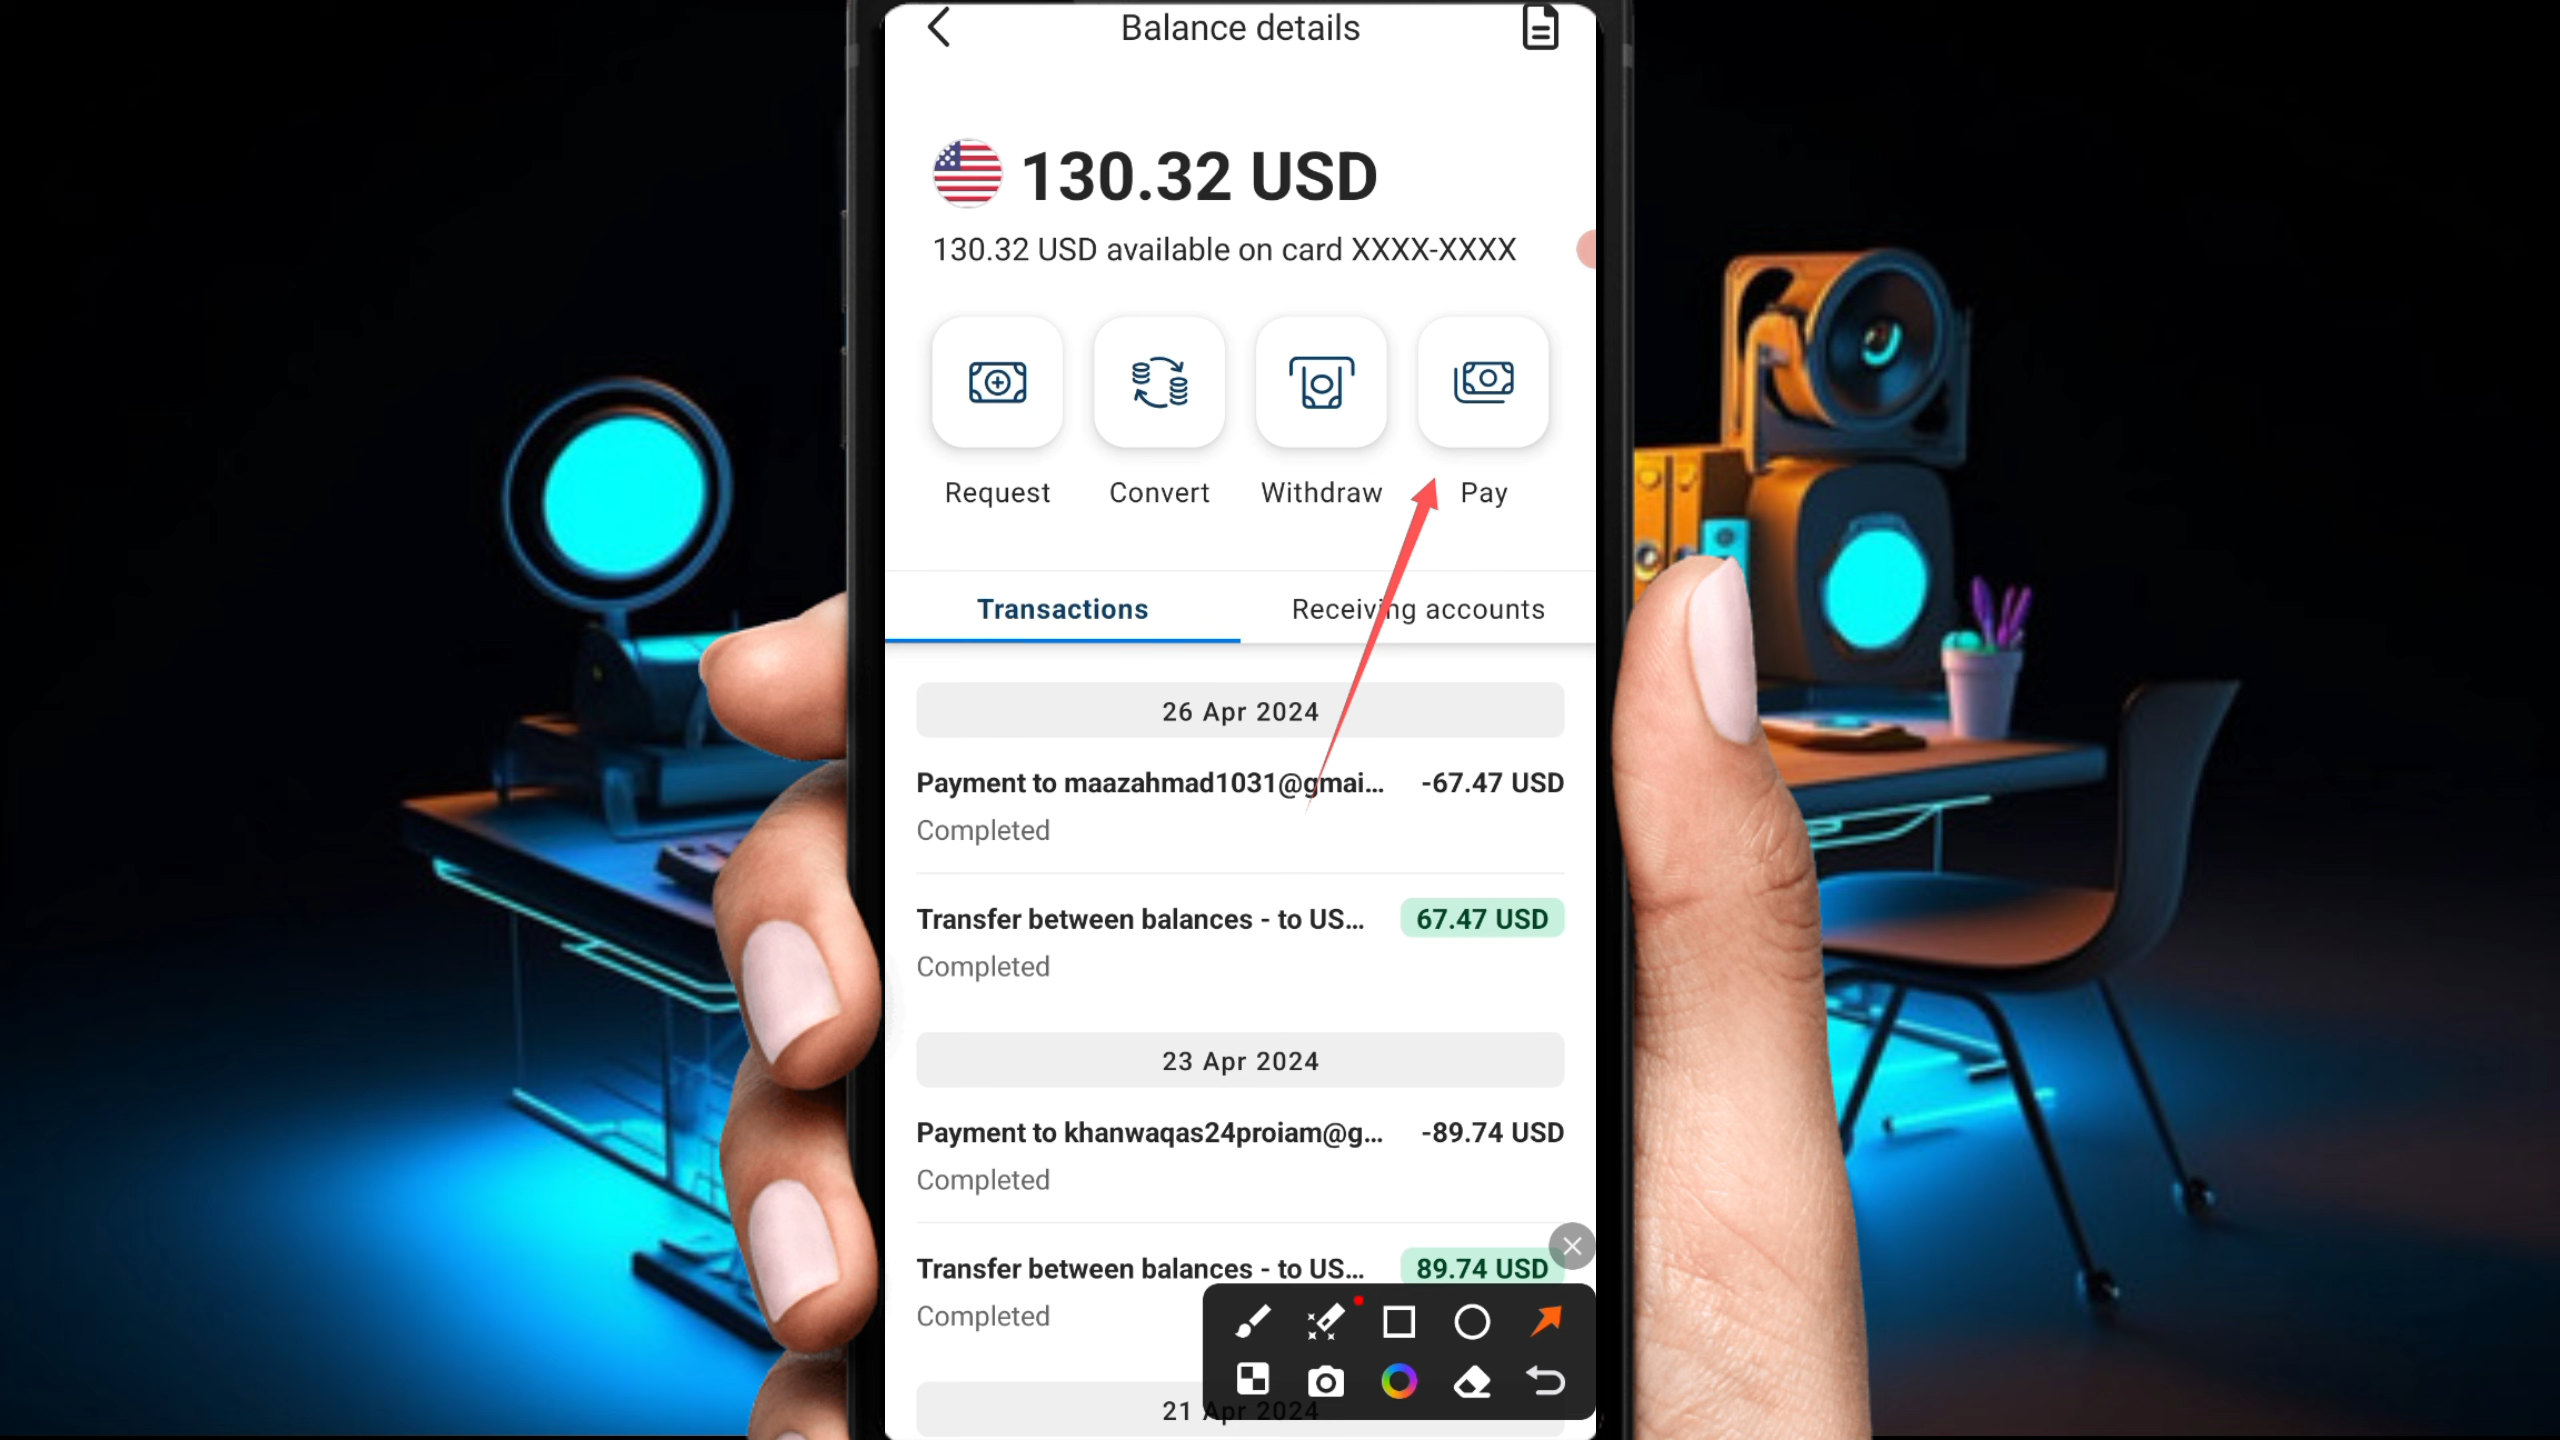 Balance details
130.32 USD
130.32 USD available on card XXXX-XXXX
Request Convert Withdraw Pay
Transactions Receiving accounts
26 Apr 2024
Payment to maazahmad1031@gmai... -67.47 USD
Completed
Transfer between balances - to US... 67.47 USD
Completed
23 Apr 2024
Payment to khanwaqas24proiam@g... -89.74 USD
Completed
Transfer between balances - to US... 89.74 USD
Completed
21 Apr 2024